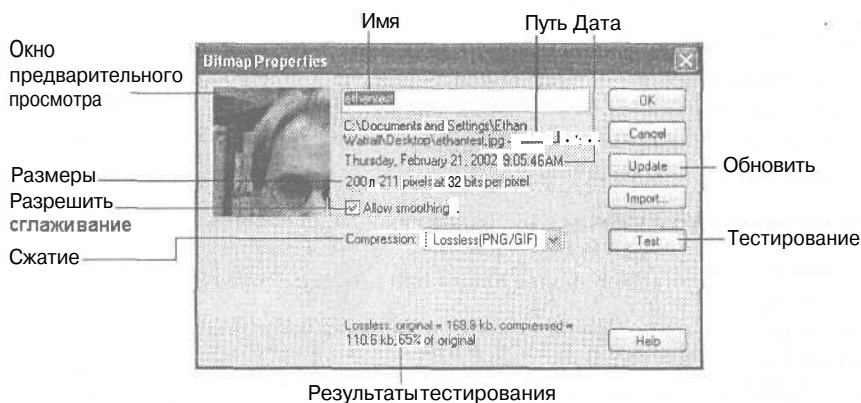 Имя
Путь Дата
Окно
предварительного
просмотра
Bitmap Properties
OK
C:\Documents and Settings\Ethan
Watrall\Desktop\ethantest.jpg
Cancel
Thursday, February 21, 2002 9:05:46AM
Update
Обновить
Размеры
200 л 211 pixels at 32 bits per pixel
Import...
Разрешить
сглаживание
Allow smoothing
Сжатие
Compression: Lossless(PNG/GIF)
Test
Тестирование
Lossless: original = 168.8 kb, compressed =
110.6 kb, 65% of original
Help
Результаты тестирования